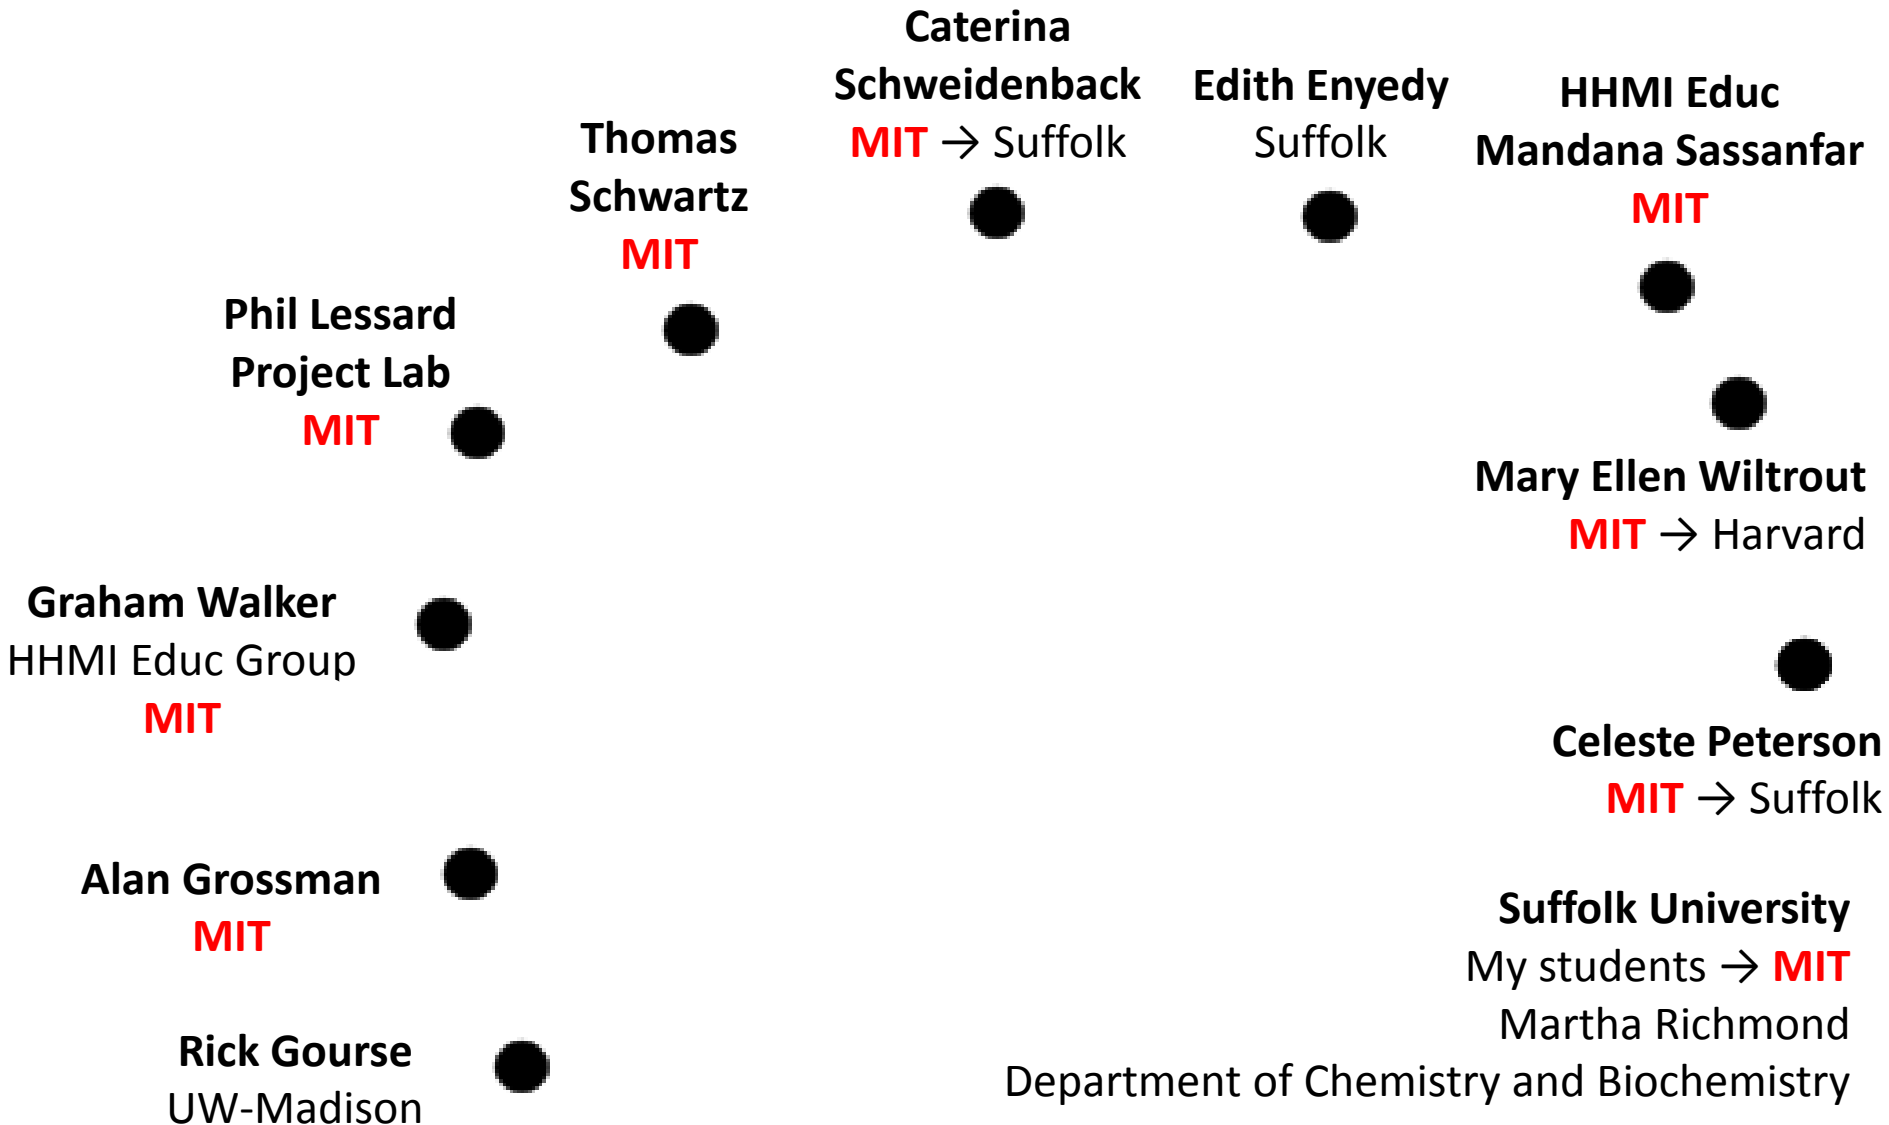 Caterina
Schweidenback
MIT → Suffolk
Edith Enyedy
Suffolk
HHMI Educ
Mandana Sassanfar
MIT
Thomas
Schwartz
MIT
Phil Lessard
Project Lab
MIT
Mary Ellen Wiltrout
MIT → Harvard
Graham Walker
HHMI Educ Group
MIT
Celeste Peterson
MIT → Suffolk
Alan Grossman
MIT
Suffolk University
My students → MIT
Martha Richmond
Department of Chemistry and Biochemistry
Rick Gourse
UW-Madison